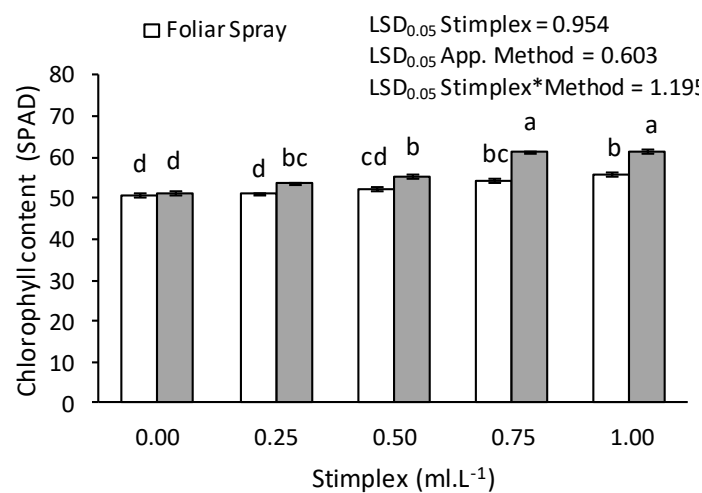 Foliar Spray
LSD₀.₀₅ Stimplex = 0.954
LSD₀.₀₅ App. Method = 0.603
LSD₀.₀₅ Stimplex*Method = 1.195
80
70
60
50
40
30
20
10
0
Chlorophyll content (SPAD)
d d d bc cd b bc a b a
0.00 0.25 0.50 0.75 1.00
Stimplex (ml.L⁻¹)